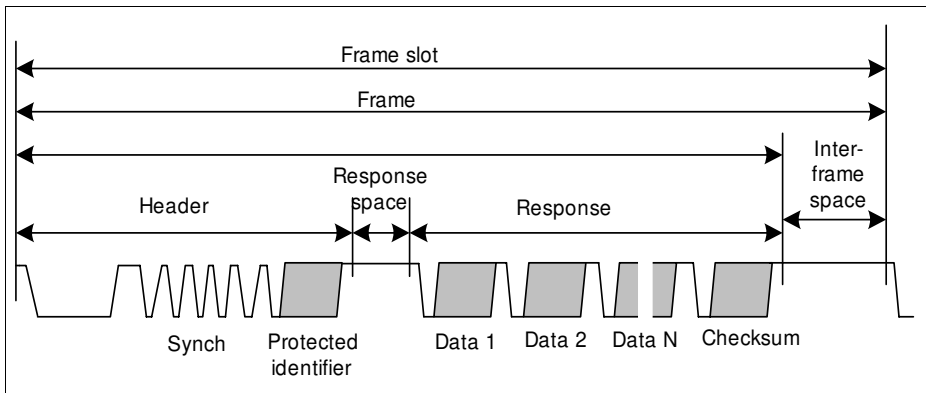 Frame slot
Frame
Inter-
frame
space
Response
space
Header
Response
Synch
Protected
identifier
Data 1
Data 2
Data N
Checksum